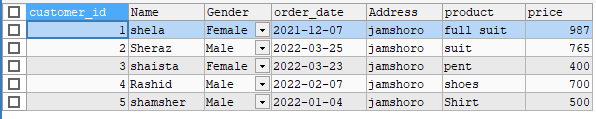 customer_id Name Gender order_date Address product price
1 shela Female 2021-12-07 jamshoro full suit 987
2 Sheraz Male 2022-03-25 jamshoro suit 765
3 shaista Female 2022-03-23 jamshoro pent 400
4 Rashid Male 2022-02-07 jamshoro shoes 700
5 shamsher Male 2022-01-04 jamshoro Shirt 500